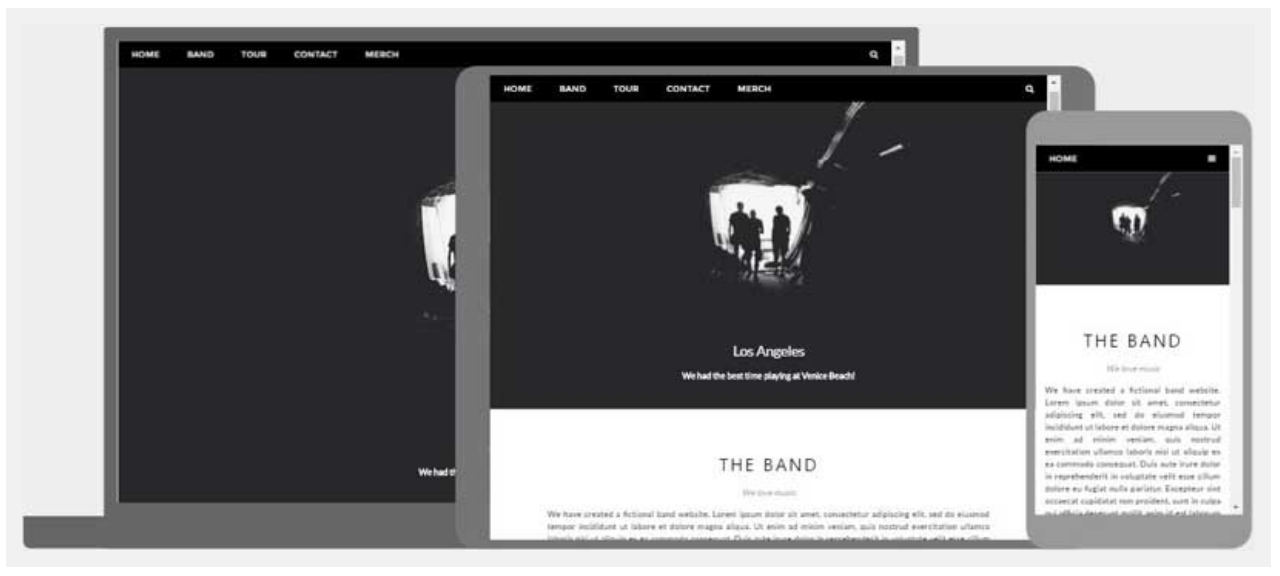 HOME BAND TOUR CONTACT MERCH
We had t
HOME BAND TOUR CONTACT MERCH
Los Angeles
We had the best time playing at Venice Beach!
THE BAND
We love music
We have created a fictional band website. Lorem ipsum dolor sit amet, consectetur adipiscing elit, sed do eiusmod
tempor incididunt ut labore et dolore magna aliqua. Ut enim ad minim veniam, quis nostrud exercitation ullamco
HOME
THE BAND
We love music
We have created a fictional band website.
Lorem ipsum dolor sit amet, consectetur
adipiscing elit, sed do eiusmod tempor
incididunt ut labore et dolore magna aliqua. Ut
enim ad minim veniam, quis nostrud
exercitation ullamco laboris nisi ut aliquip ex
ea commodo consequat. Duis aute irure dolor
in reprehenderit in voluptate velit esse cillum
dolore eu fugiat nulla pariatur. Excepteur sint
occaecat cupidatat non proident, sunt in culpa